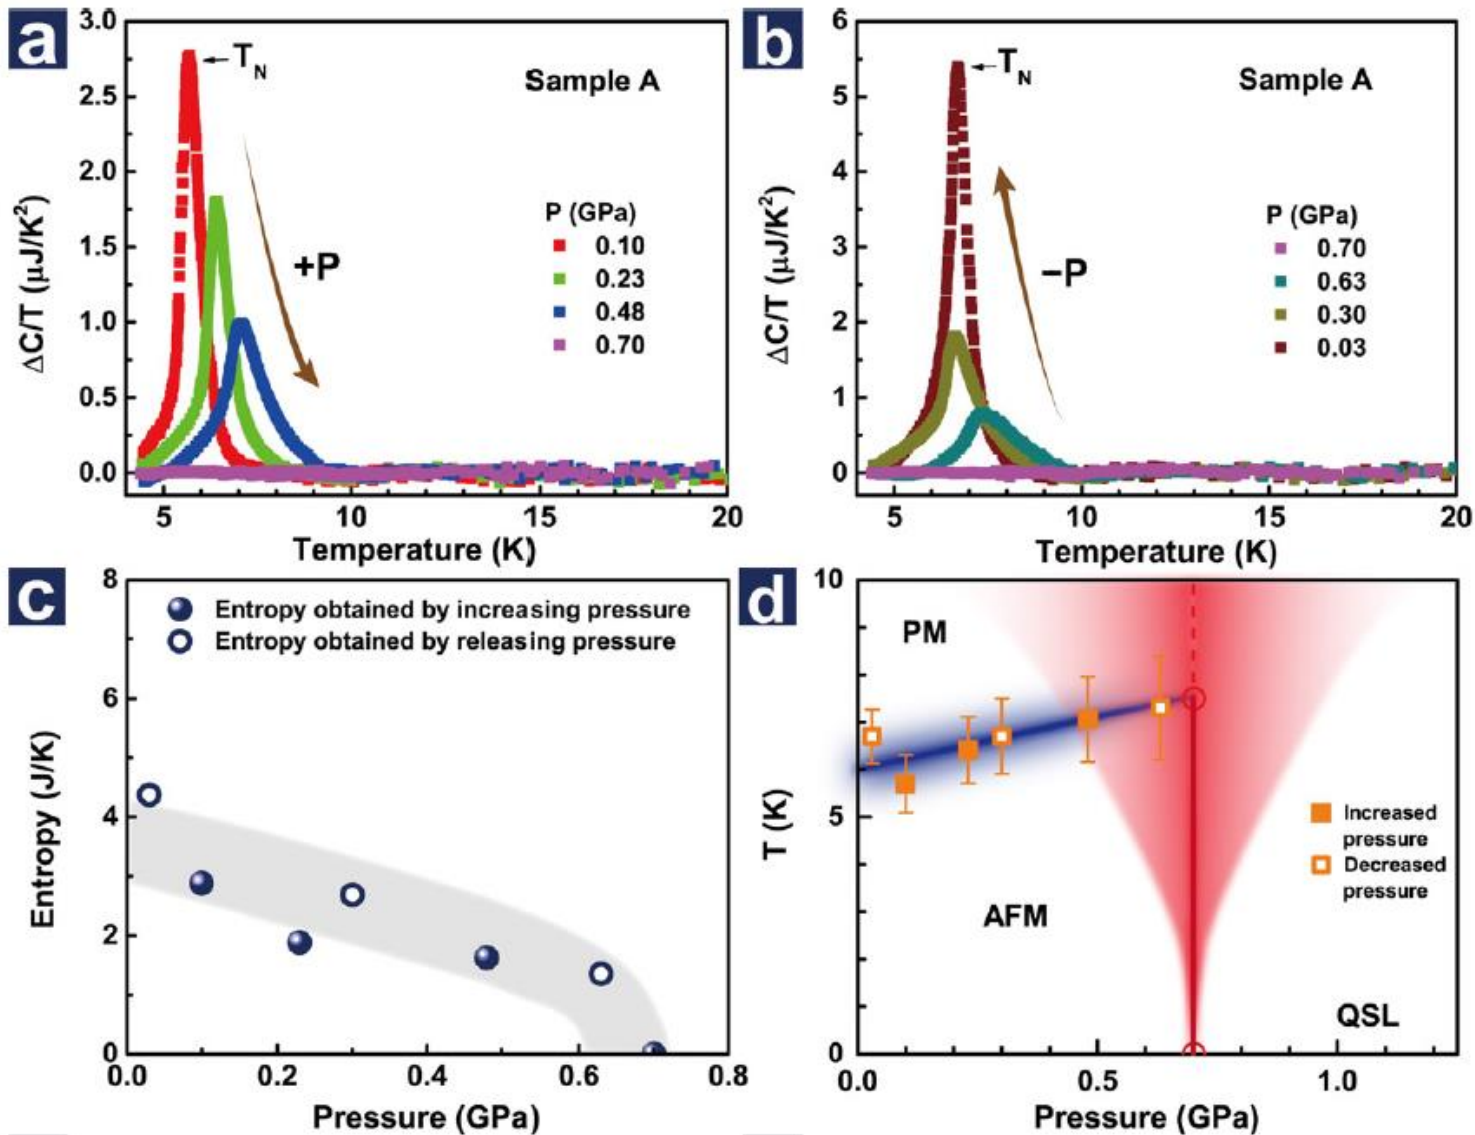 a
3.0
2.5
2.0
1.5
1.0
0.5
0.0
ΔC/T (μJ/K²)
T_N
Sample A
+P
P (GPa)
0.10
0.23
0.48
0.70
5 10 15 20
Temperature (K)
b
6
5
4
3
2
1
0
ΔC/T (μJ/K²)
T_N
Sample A
−P
P (GPa)
0.70
0.63
0.30
0.03
5 10 15 20
Temperature (K)
c
8
6
4
2
0
Entropy (J/K)
Entropy obtained by increasing pressure
Entropy obtained by releasing pressure
0.0 0.2 0.4 0.6 0.8
Pressure (GPa)
d
10
5
0
T (K)
PM
AFM
QSL
Increased
pressure
Decreased
pressure
0.0 0.5 1.0
Pressure (GPa)